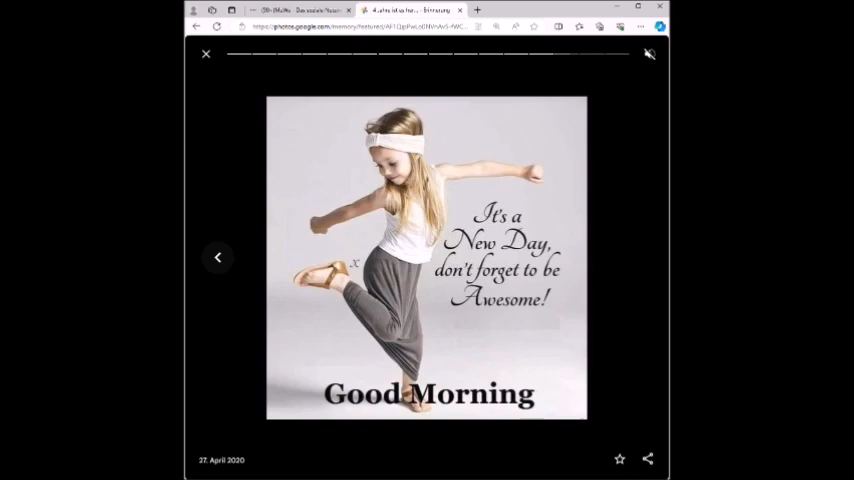 It's a
New Day,
don't forget to be
Awesome!
x
Good Morning
27. April 2020